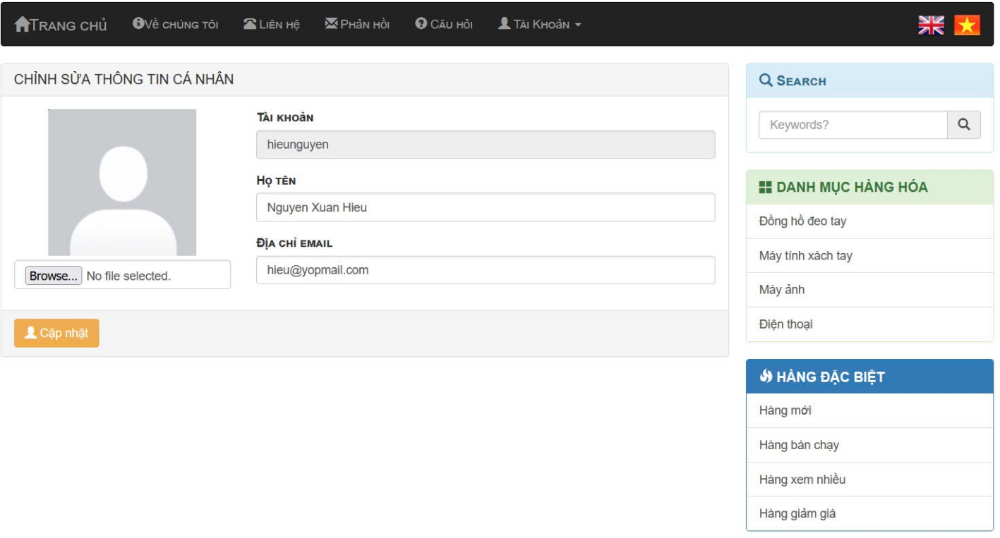 Trang chủ Về chúng tôi Liên hệ Phản hồi Câu hỏi Tài Khoản
CHỈNH SỬA THÔNG TIN CÁ NHÂN
Tài khoản
hieunguyen
Họ tên
Nguyen Xuan Hieu
Địa chỉ email
hieu@yopmail.com
Browse... No file selected.
Cập nhật
Search
Keywords?
DANH MỤC HÀNG HÓA
Đồng hồ đeo tay
Máy tính xách tay
Máy ảnh
Điện thoại
HÀNG ĐẶC BIỆT
Hàng mới
Hàng bán chạy
Hàng xem nhiều
Hàng giảm giá